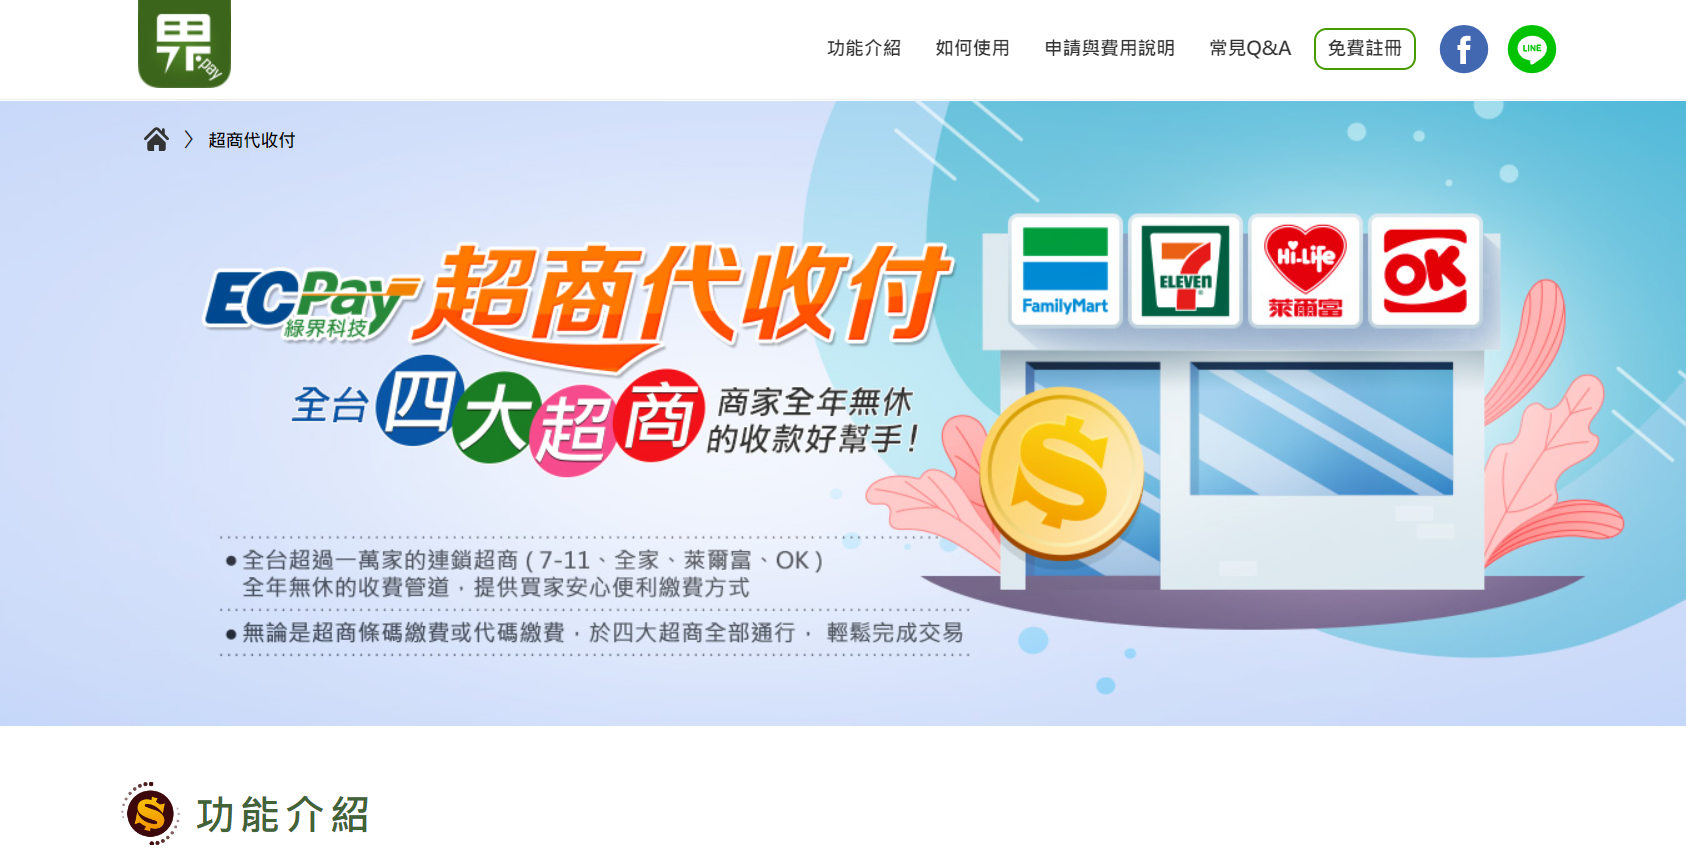 界.pay
功能介紹
如何使用
申請與費用說明
常見Q&A
免費註冊
LINE
超商代收付
ECPay
綠界科技
超商代收付
全台四大超商
商家全年無休
的收款好幫手!
FamilyMart
7
ELEVEN
Hi-Life
萊爾富
OK
●全台超過一萬家的連鎖超商 ( 7-11、全家、萊爾富、OK )
全年無休的收費管道，提供買家安心便利繳費方式
●無論是超商條碼繳費或代碼繳費，於四大超商全部通行， 輕鬆完成交易
功能介紹